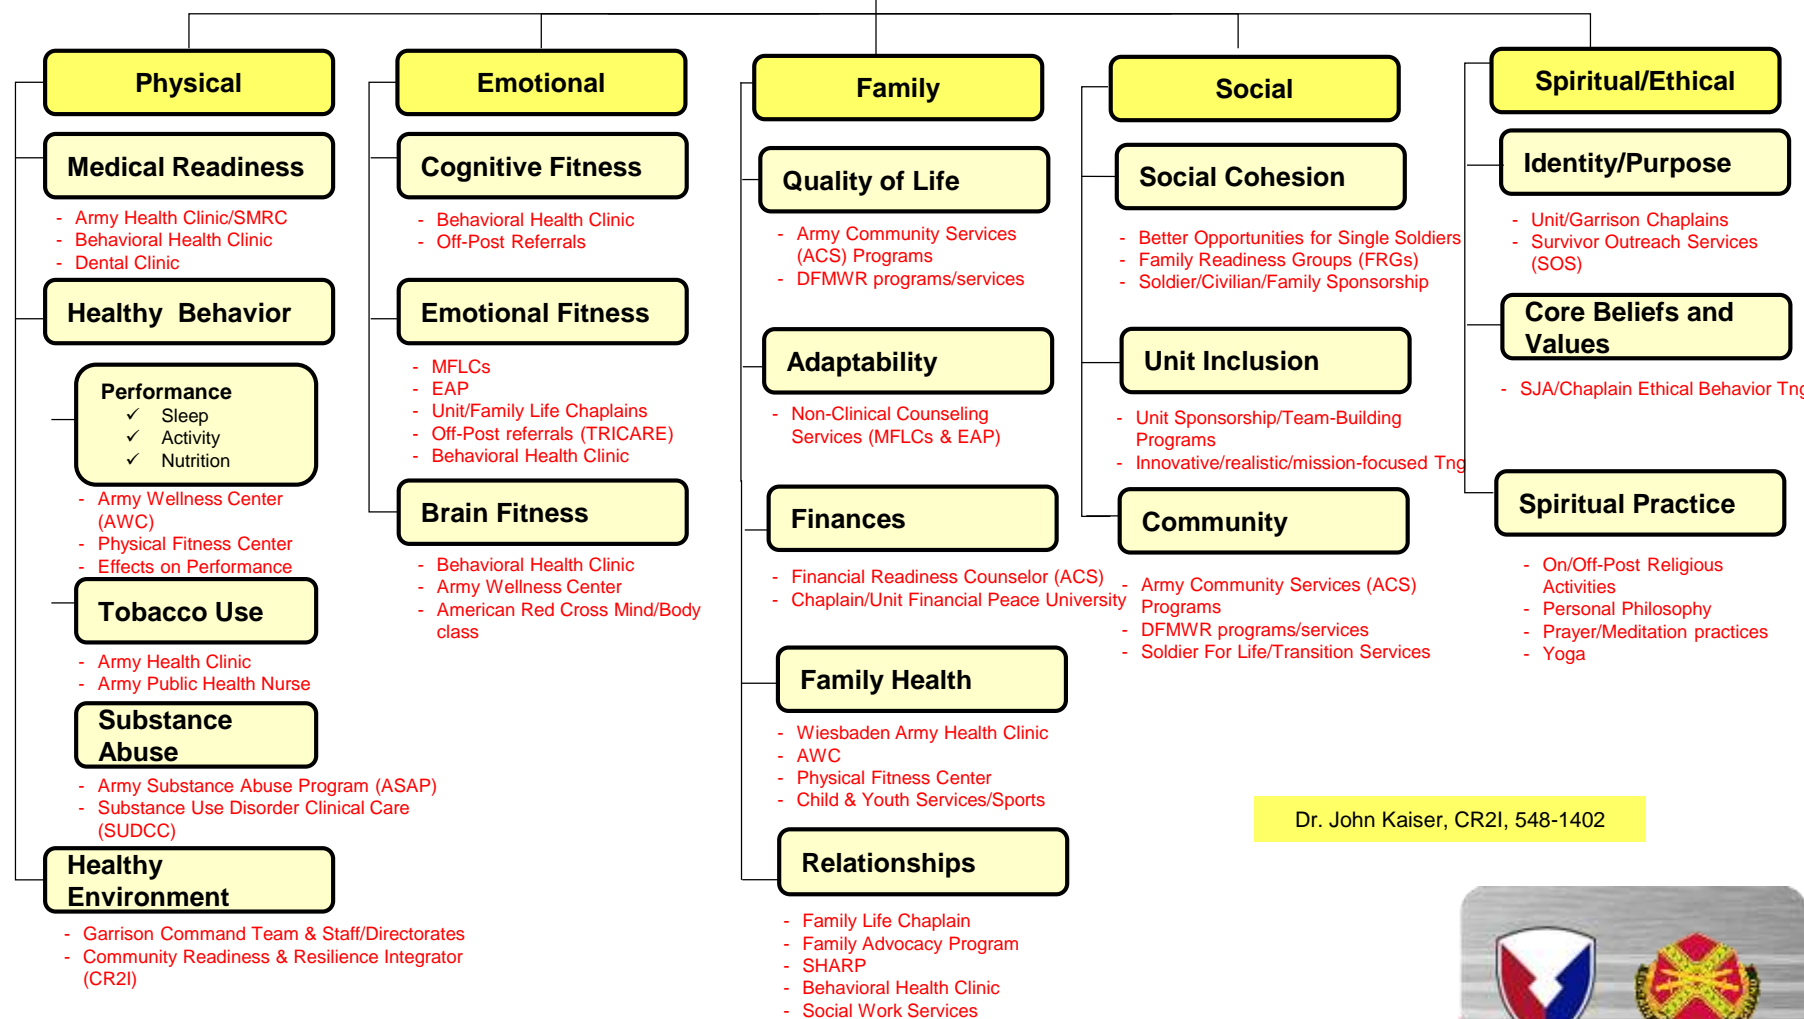 Physical
Medical Readiness
- Army Health Clinic/SMRC
- Behavioral Health Clinic
- Dental Clinic
Healthy Behavior
Performance
✓ Sleep
✓ Activity
✓ Nutrition
- Army Wellness Center
(AWC)
- Physical Fitness Center
- Effects on Performance
Tobacco Use
- Army Health Clinic
- Army Public Health Nurse
Substance
Abuse
- Army Substance Abuse Program (ASAP)
- Substance Use Disorder Clinical Care
(SUDCC)
Healthy
Environment
- Garrison Command Team & Staff/Directorates
- Community Readiness & Resilience Integrator
(CR2I)
Emotional
Cognitive Fitness
- Behavioral Health Clinic
- Off-Post Referrals
Emotional Fitness
- MFLCs
- EAP
- Unit/Family Life Chaplains
- Off-Post referrals (TRICARE)
- Behavioral Health Clinic
Brain Fitness
- Behavioral Health Clinic
- Army Wellness Center
- American Red Cross Mind/Body
class
Family
Quality of Life
- Army Community Services
(ACS) Programs
- DFMWR programs/services
Adaptability
- Non-Clinical Counseling
Services (MFLCs & EAP)
Finances
- Financial Readiness Counselor (ACS)
- Chaplain/Unit Financial Peace University
Family Health
- Wiesbaden Army Health Clinic
- AWC
- Physical Fitness Center
- Child & Youth Services/Sports
Relationships
- Family Life Chaplain
- Family Advocacy Program
- SHARP
- Behavioral Health Clinic
- Social Work Services
Social
Social Cohesion
- Better Opportunities for Single Soldiers
- Family Readiness Groups (FRGs)
- Soldier/Civilian/Family Sponsorship
Unit Inclusion
- Unit Sponsorship/Team-Building
Programs
- Innovative/realistic/mission-focused Tng
Community
- Army Community Services (ACS)
Programs
- DFMWR programs/services
- Soldier For Life/Transition Services
Spiritual/Ethical
Identity/Purpose
- Unit/Garrison Chaplains
- Survivor Outreach Services
(SOS)
Core Beliefs and
Values
- SJA/Chaplain Ethical Behavior Tng
Spiritual Practice
- On/Off-Post Religious
Activities
- Personal Philosophy
- Prayer/Meditation practices
- Yoga
Dr. John Kaiser, CR2I, 548-1402